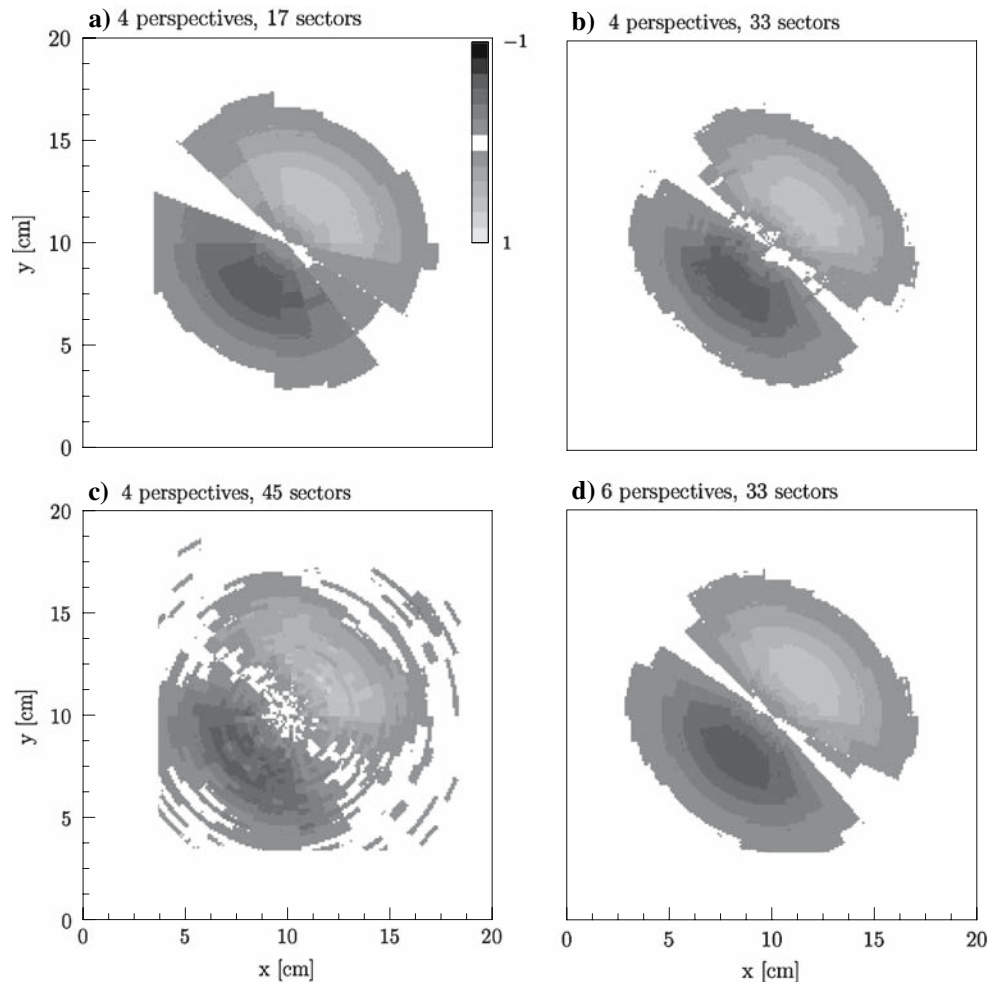 a) 4 perspectives, 17 sectors
b) 4 perspectives, 33 sectors
20
15
10
5
0
y [cm]
−1
1
c) 4 perspectives, 45 sectors
d) 6 perspectives, 33 sectors
20
15
10
5
0
y [cm]
0 5 10 15 20
0 5 10 15 20
x [cm]
x [cm]